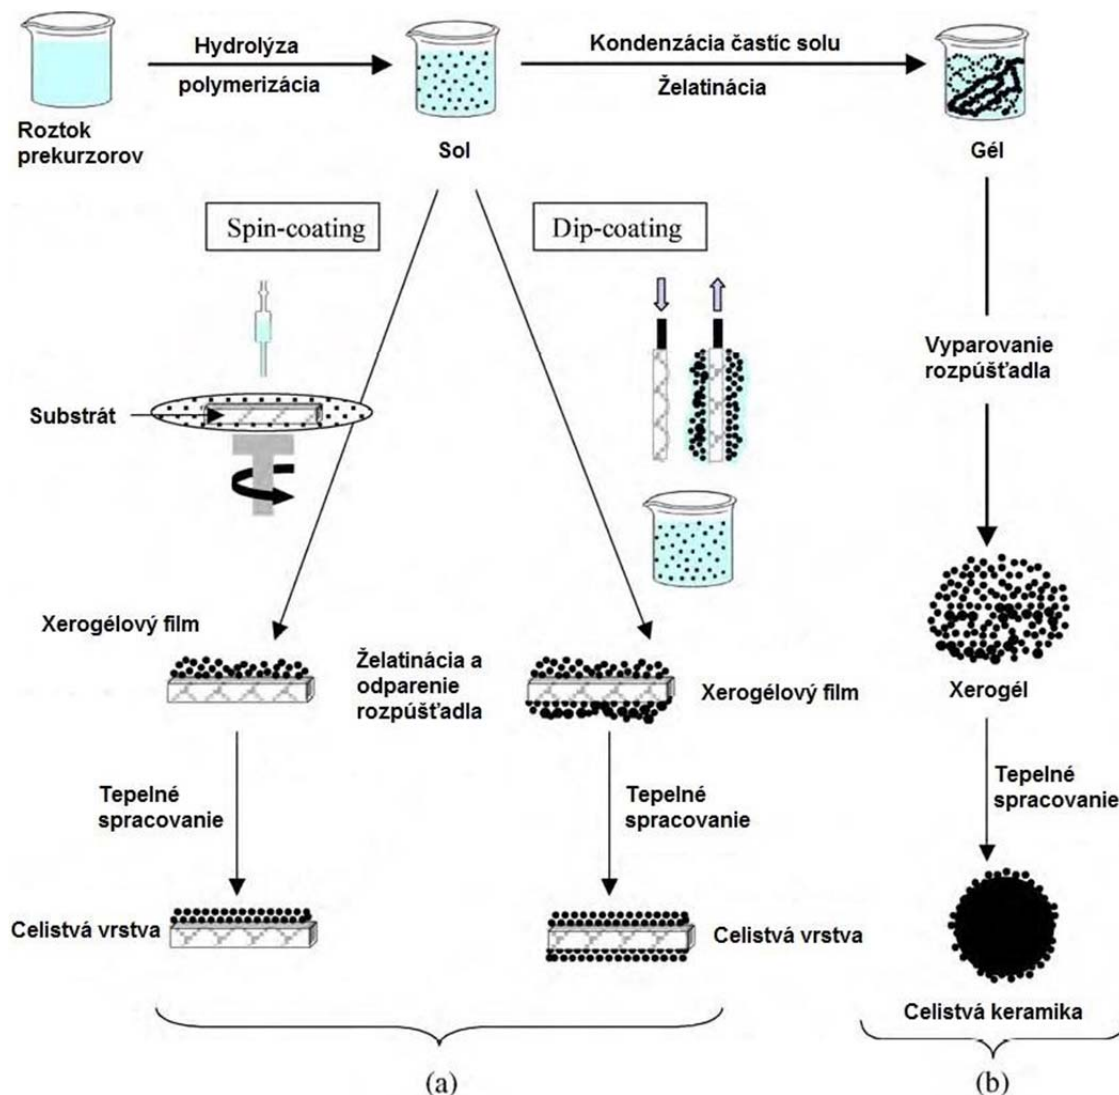 Hydrolýza
polymerizácia
Kondenzácia častíc solu
Želatinácia
Roztok
prekurzorov
Sol
Gél
Spin-coating
Dip-coating
Substrát
Vyparovanie
rozpúšťadla
Xerogélový film
Želatinácia a
odparenie
rozpúšťadla
Xerogélový film
Xerogél
Tepelné
spracovanie
Tepelné
spracovanie
Tepelné
spracovanie
Celistvá vrstva
Celistvá vrstva
Celistvá keramika
(a)
(b)